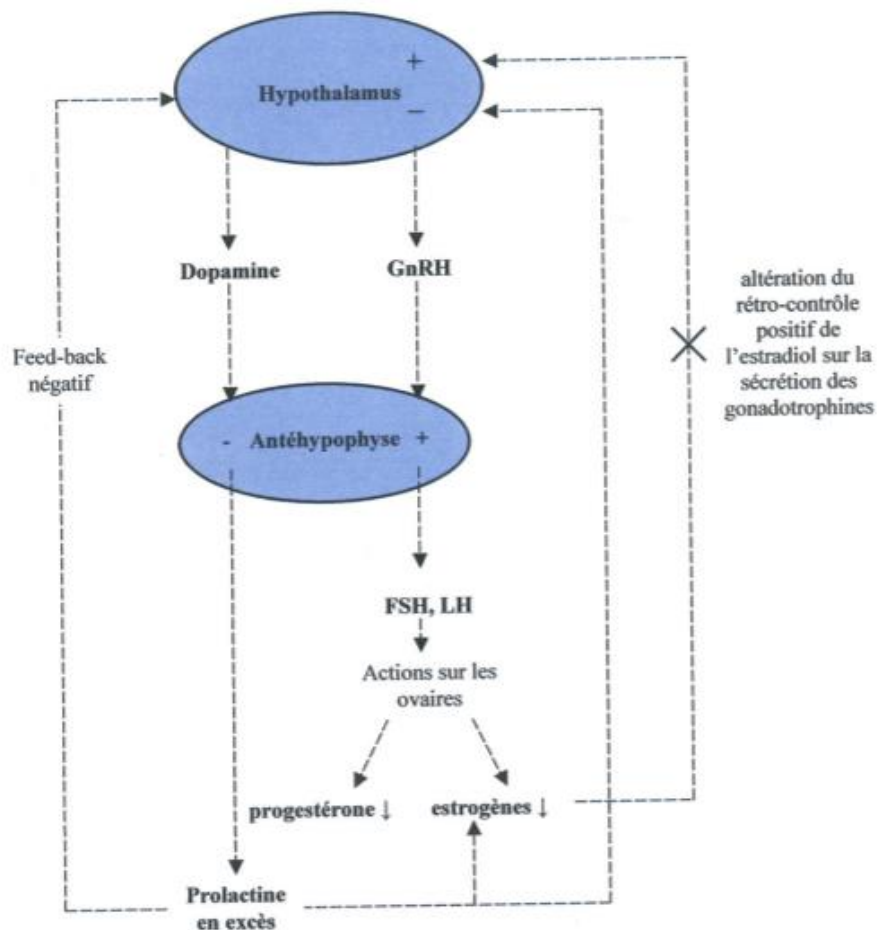 +
Hypothalamus
−
Dopamine
GnRH
Feed-back
négatif
altération du
rétro-contrôle
positif de
l'estradiol sur la
sécrétion des
gonadotrophines
- Antéhypophyse +
FSH, LH
Actions sur les
ovaires
progestérone ↓
estrogènes ↓
Prolactine
en excès